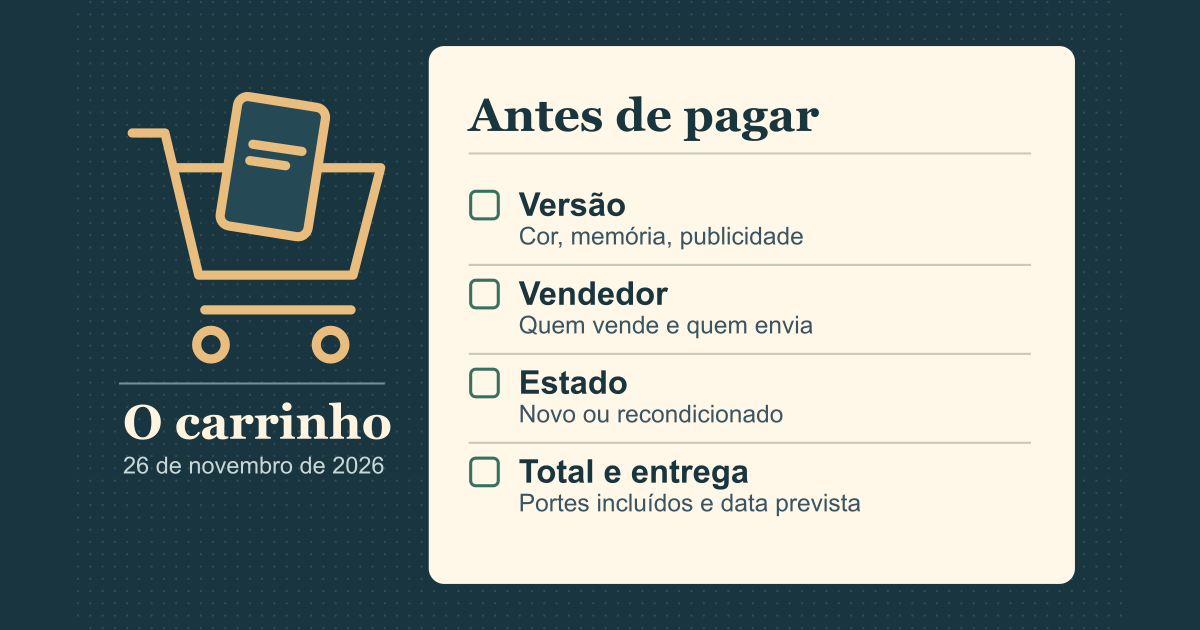 O carrinho
26 de novembro de 2026
Antes de pagar
Versão
Cor, memória, publicidade
Vendedor
Quem vende e quem envia
Estado
Novo ou recondicionado
Total e entrega
Portes incluídos e data prevista